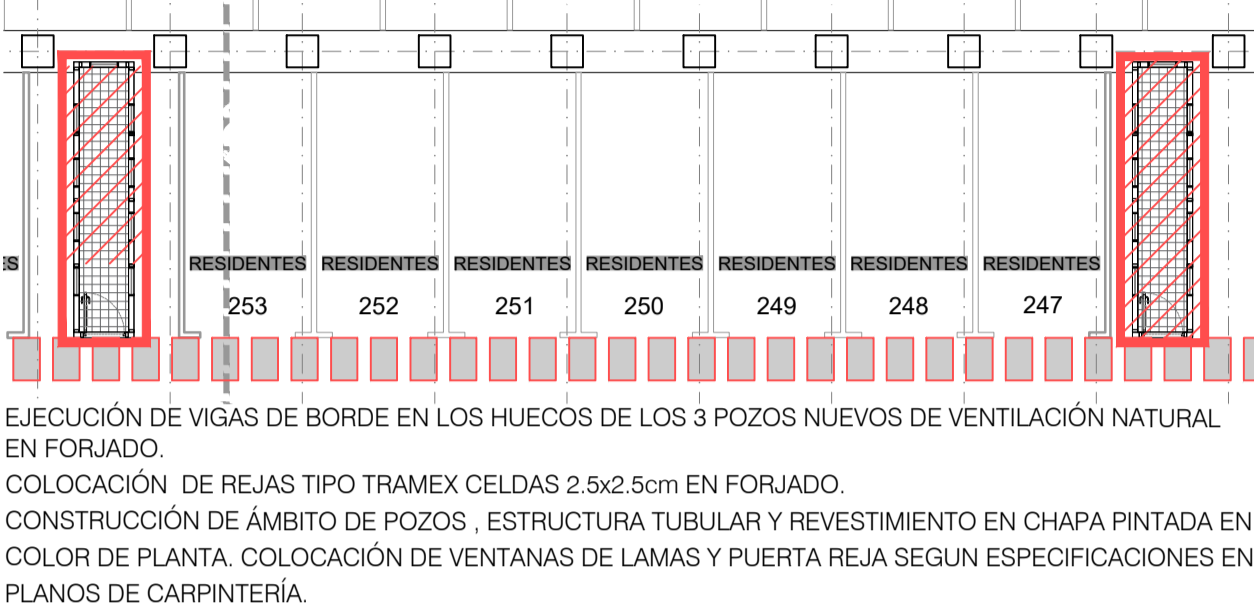 ES RESIDENTES RESIDENTES RESIDENTES RESIDENTES RESIDENTES RESIDENTES RESIDENTES
253 252 251 250 249 248 247
EJECUCIÓN DE VIGAS DE BORDE EN LOS HUECOS DE LOS 3 POZOS NUEVOS DE VENTILACIÓN NATURAL
EN FORJADO.
COLOCACIÓN DE REJAS TIPO TRAMEX CELDAS 2.5x2.5cm EN FORJADO.
CONSTRUCCIÓN DE ÁMBITO DE POZOS , ESTRUCTURA TUBULAR Y REVESTIMIENTO EN CHAPA PINTADA EN
COLOR DE PLANTA. COLOCACIÓN DE VENTANAS DE LAMAS Y PUERTA REJA SEGUN ESPECIFICACIONES EN
PLANOS DE CARPINTERÍA.